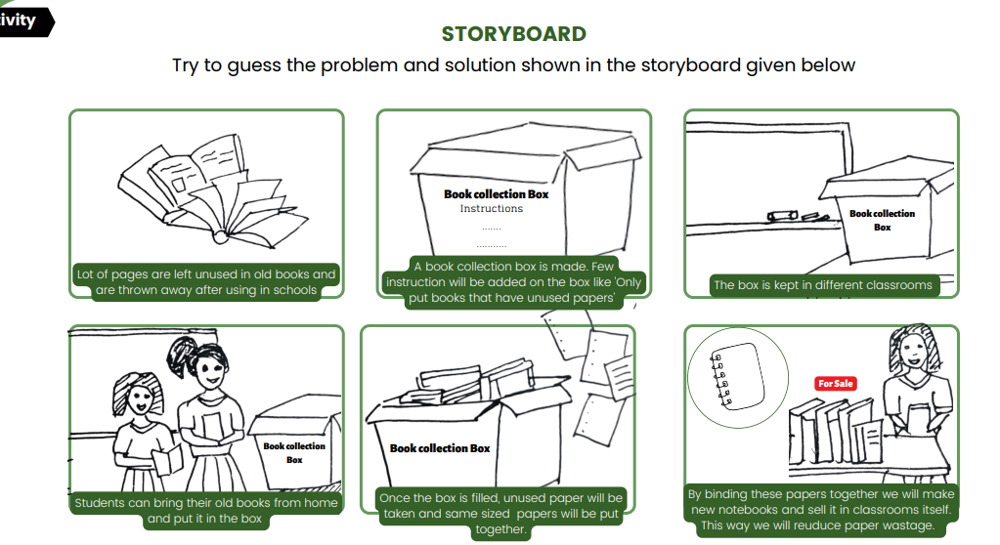 ivity
STORYBOARD
Try to guess the problem and solution shown in the storyboard given below
Lot of pages are left unused in old books and
are thrown away after using in schools
Book collection Box
Instructions
.......
...........
A book collection box is made. Few
instruction will be added on the box like 'Only
put books that have unused papers'
Book collection
Box
The box is kept in different classrooms
Book collection
Box
Students can bring their old books from home
and put it in the box
Book collection Box
Once the box is filled, unused paper will be
taken and same sized papers will be put
together.
For Sale
By binding these papers together we will make
new notebooks and sell it in classrooms itself.
This way we will reuduce paper wastage.